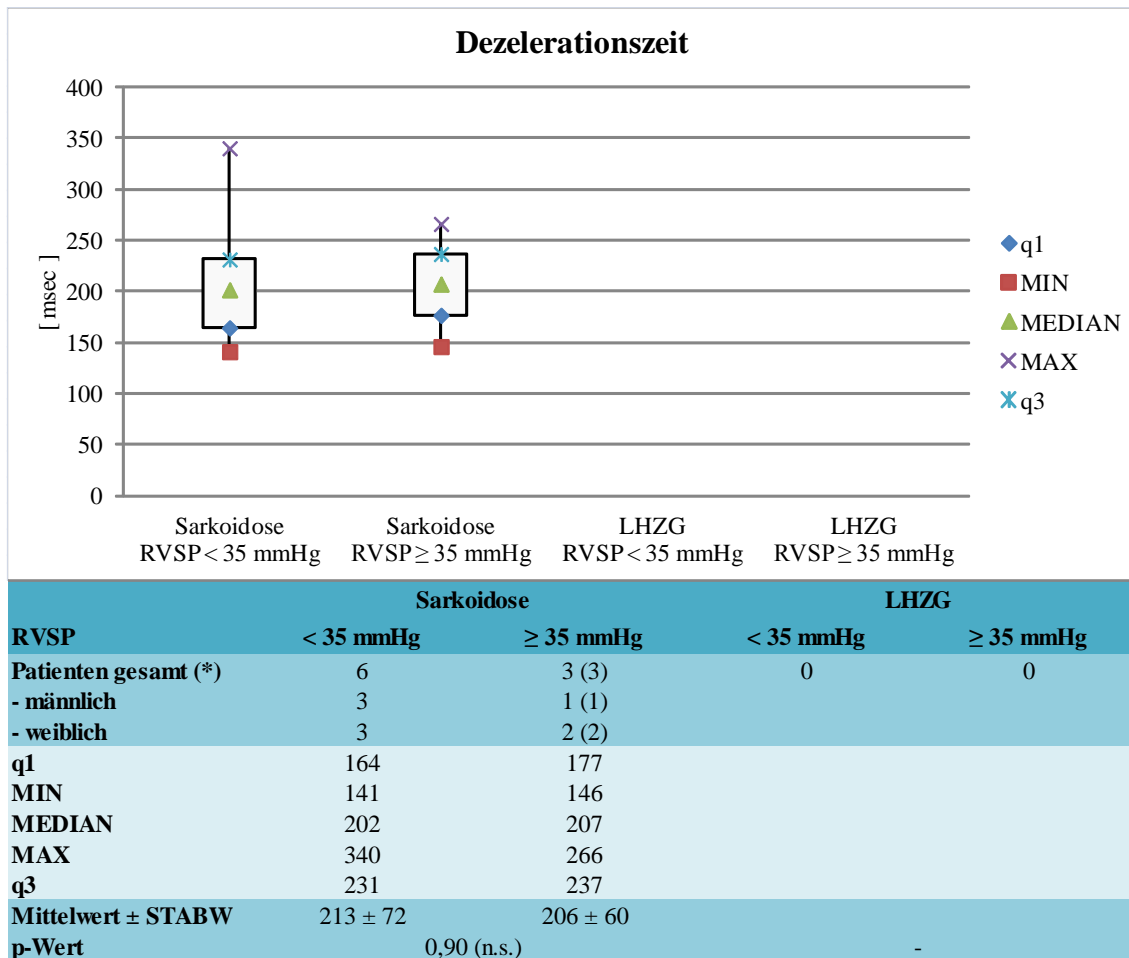 Dezelerationszeit
400
350
300
250
200
150
100
50
0
[ msec ]
Sarkoidose
RVSP < 35 mmHg
Sarkoidose
RVSP ≥ 35 mmHg
LHZG
RVSP < 35 mmHg
LHZG
RVSP ≥ 35 mmHg
q1
MIN
MEDIAN
MAX
q3
Sarkoidose LHZG
RVSP < 35 mmHg ≥ 35 mmHg < 35 mmHg ≥ 35 mmHg
Patienten gesamt (*) 6 3 (3) 0 0
- männlich 3 1 (1)
- weiblich 3 2 (2)
q1 164 177
MIN 141 146
MEDIAN 202 207
MAX 340 266
q3 231 237
Mittelwert ± STABW 213 ± 72 206 ± 60
p-Wert 0,90 (n.s.) -